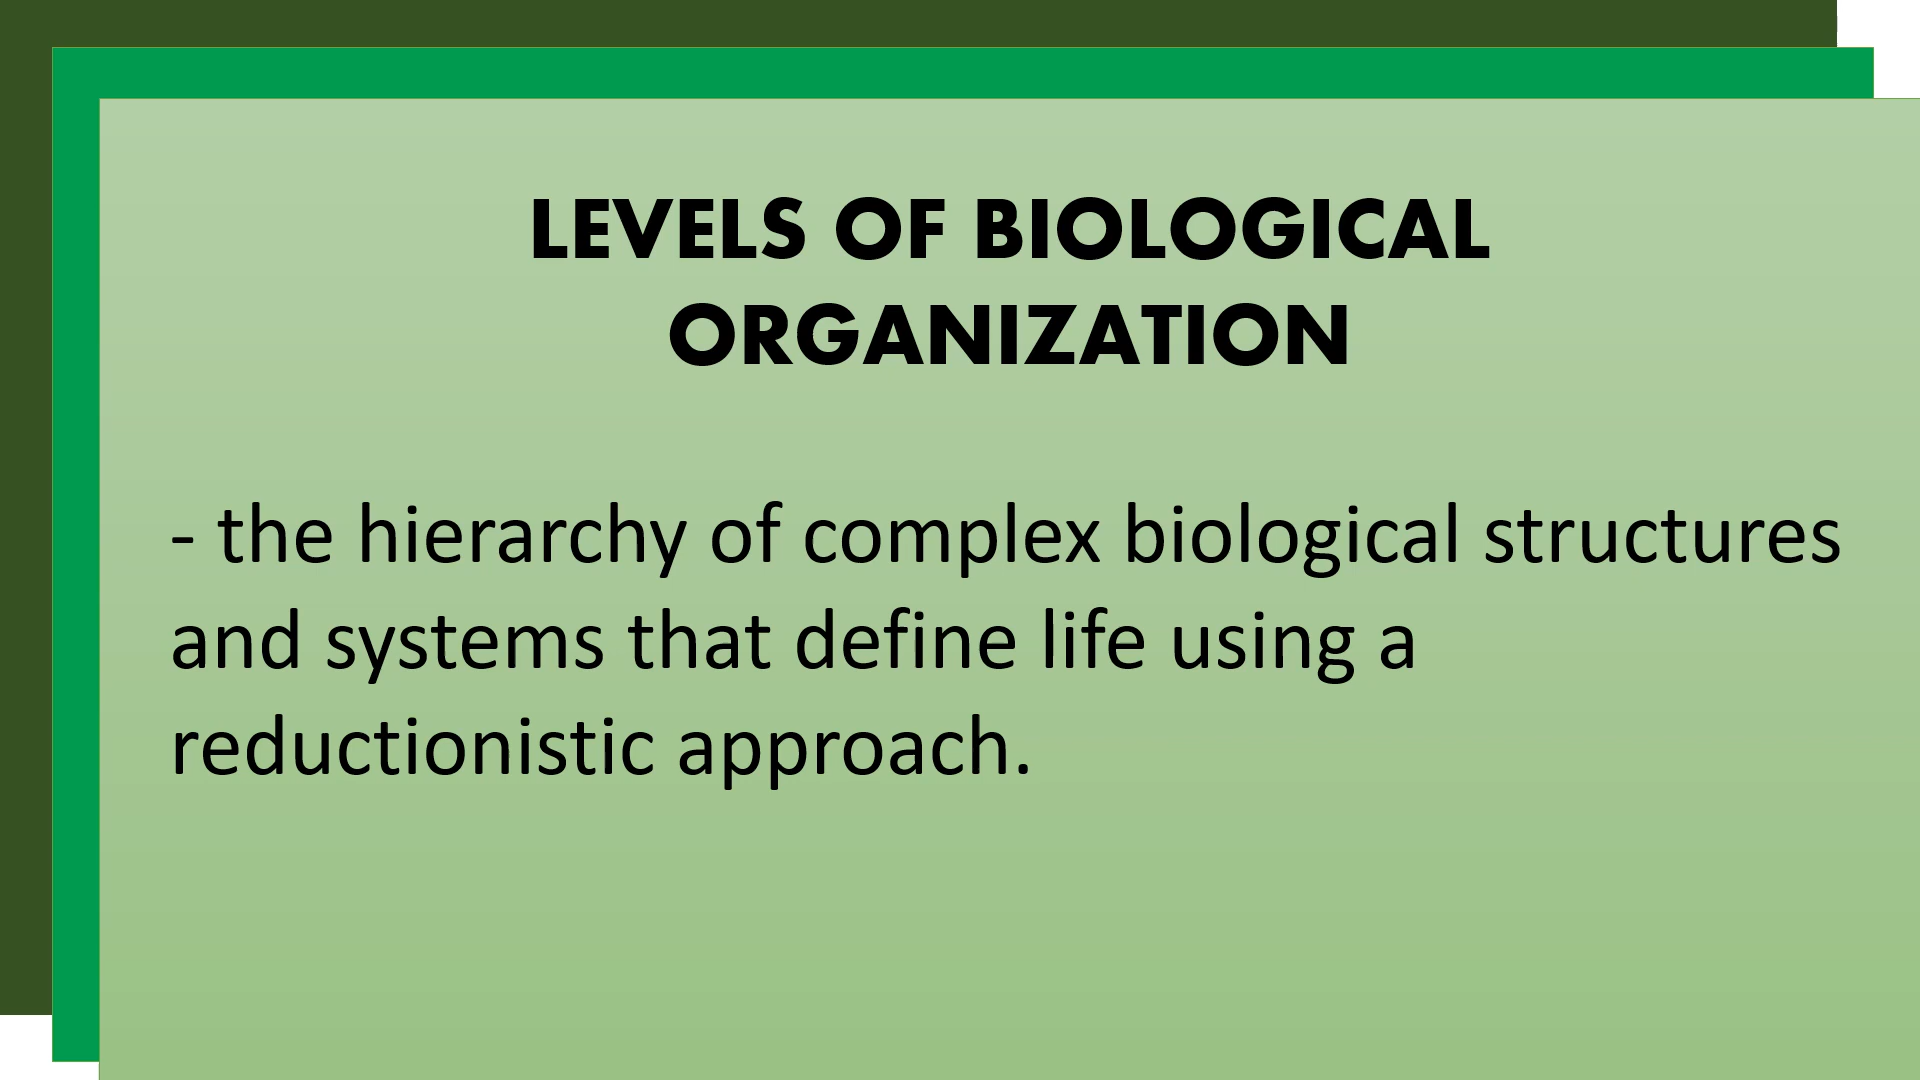 LEVELS OF BIOLOGICAL
ORGANIZATION
- the hierarchy of complex biological structures
and systems that define life using a
reductionistic approach.